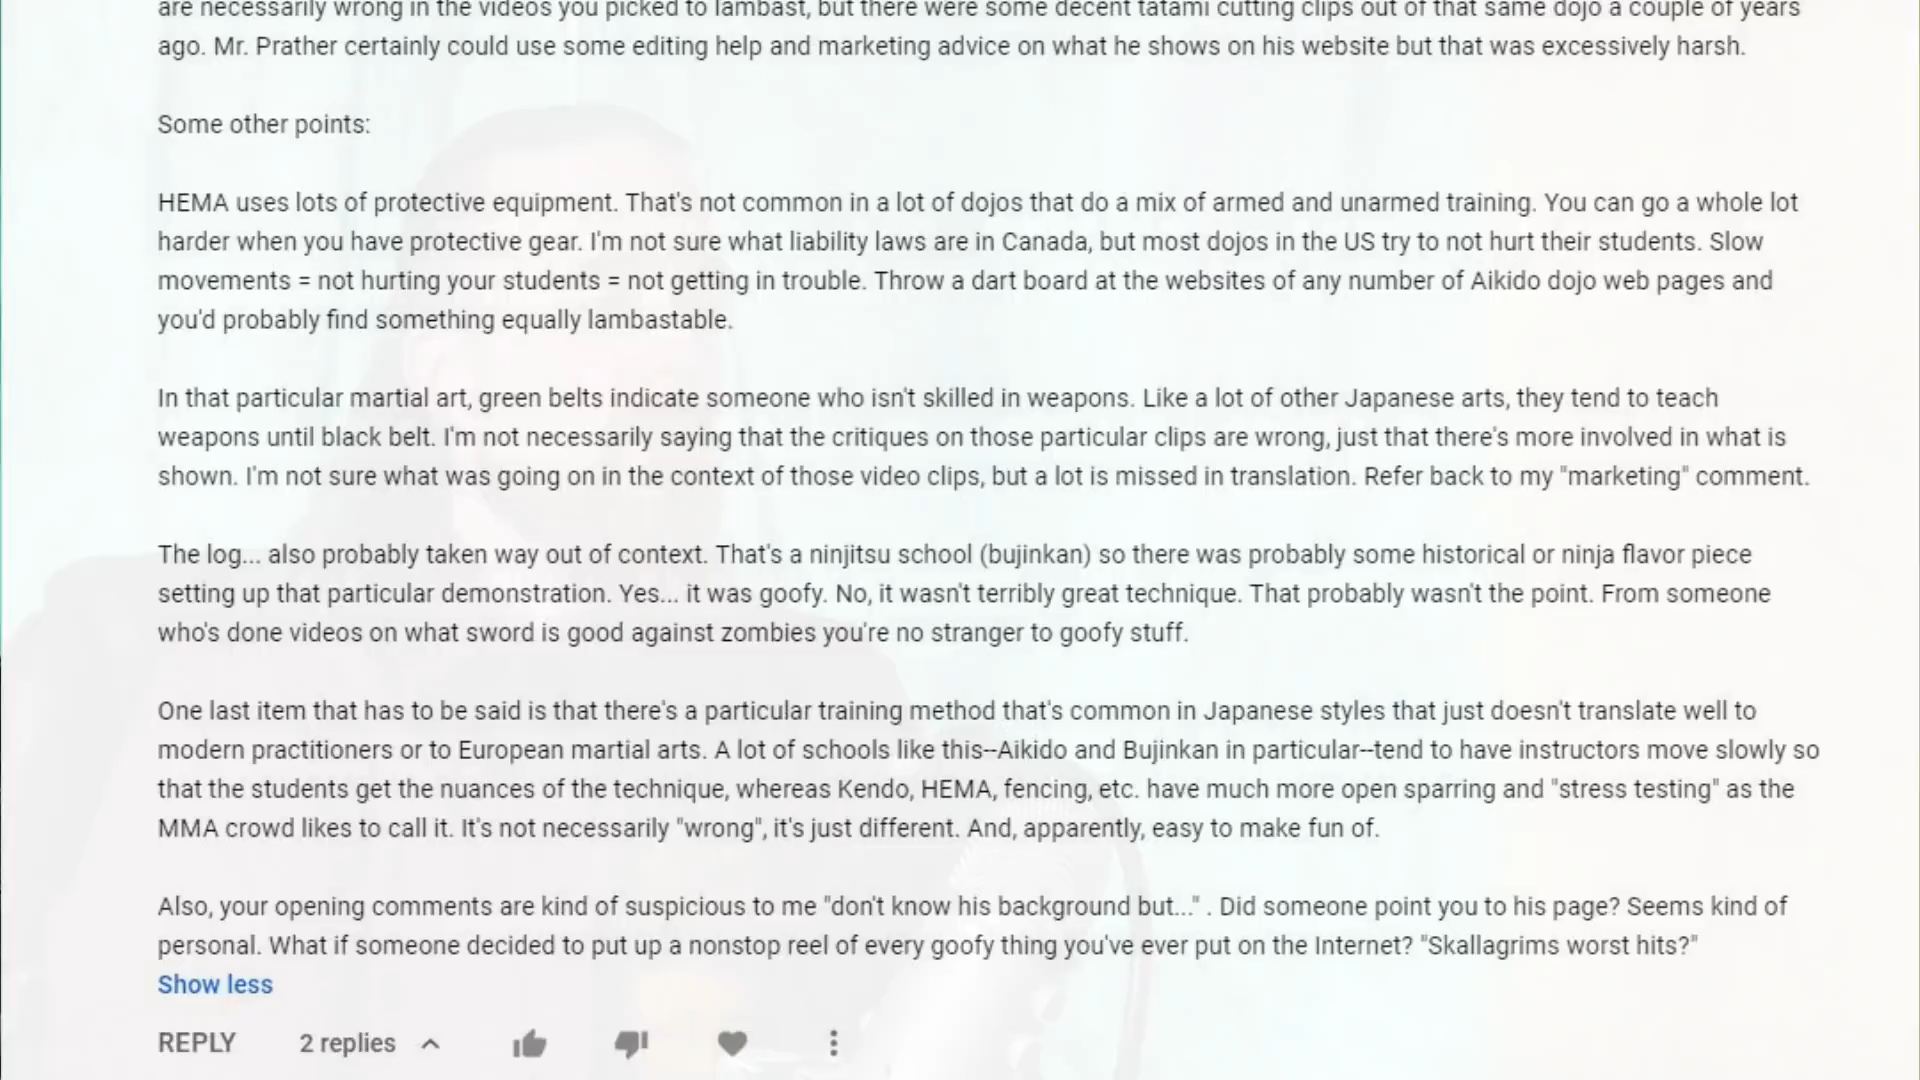 are necessarily wrong in the videos you picked to lambast, but there were some decent tatami cutting clips out of that same dojo a couple of years
ago. Mr. Prather certainly could use some editing help and marketing advice on what he shows on his website but that was excessively harsh.
Some other points:
HEMA uses lots of protective equipment. That's not common in a lot of dojos that do a mix of armed and unarmed training. You can go a whole lot
harder when you have protective gear. I'm not sure what liability laws are in Canada, but most dojos in the US try to not hurt their students. Slow
movements = not hurting your students = not getting in trouble. Throw a dart board at the websites of any number of Aikido dojo web pages and
you'd probably find something equally lambastable.
In that particular martial art, green belts indicate someone who isn't skilled in weapons. Like a lot of other Japanese arts, they tend to teach
weapons until black belt. I'm not necessarily saying that the critiques on those particular clips are wrong, just that there's more involved in what is
shown. I'm not sure what was going on in the context of those video clips, but a lot is missed in translation. Refer back to my "marketing" comment.
The log... also probably taken way out of context. That's a ninjitsu school (bujinkan) so there was probably some historical or ninja flavor piece
setting up that particular demonstration. Yes... it was goofy. No, it wasn't terribly great technique. That probably wasn't the point. From someone
who's done videos on what sword is good against zombies you're no stranger to goofy stuff.
One last item that has to be said is that there's a particular training method that's common in Japanese styles that just doesn't translate well to
modern practitioners or to European martial arts. A lot of schools like this--Aikido and Bujinkan in particular--tend to have instructors move slowly so
that the students get the nuances of the technique, whereas Kendo, HEMA, fencing, etc. have much more open sparring and "stress testing" as the
MMA crowd likes to call it. It's not necessarily "wrong", it's just different. And, apparently, easy to make fun of.
Also, your opening comments are kind of suspicious to me "don't know his background but..." . Did someone point you to his page? Seems kind of
personal. What if someone decided to put up a nonstop reel of every goofy thing you've ever put on the Internet? "Skallagrims worst hits?"
Show less
REPLY 2 replies